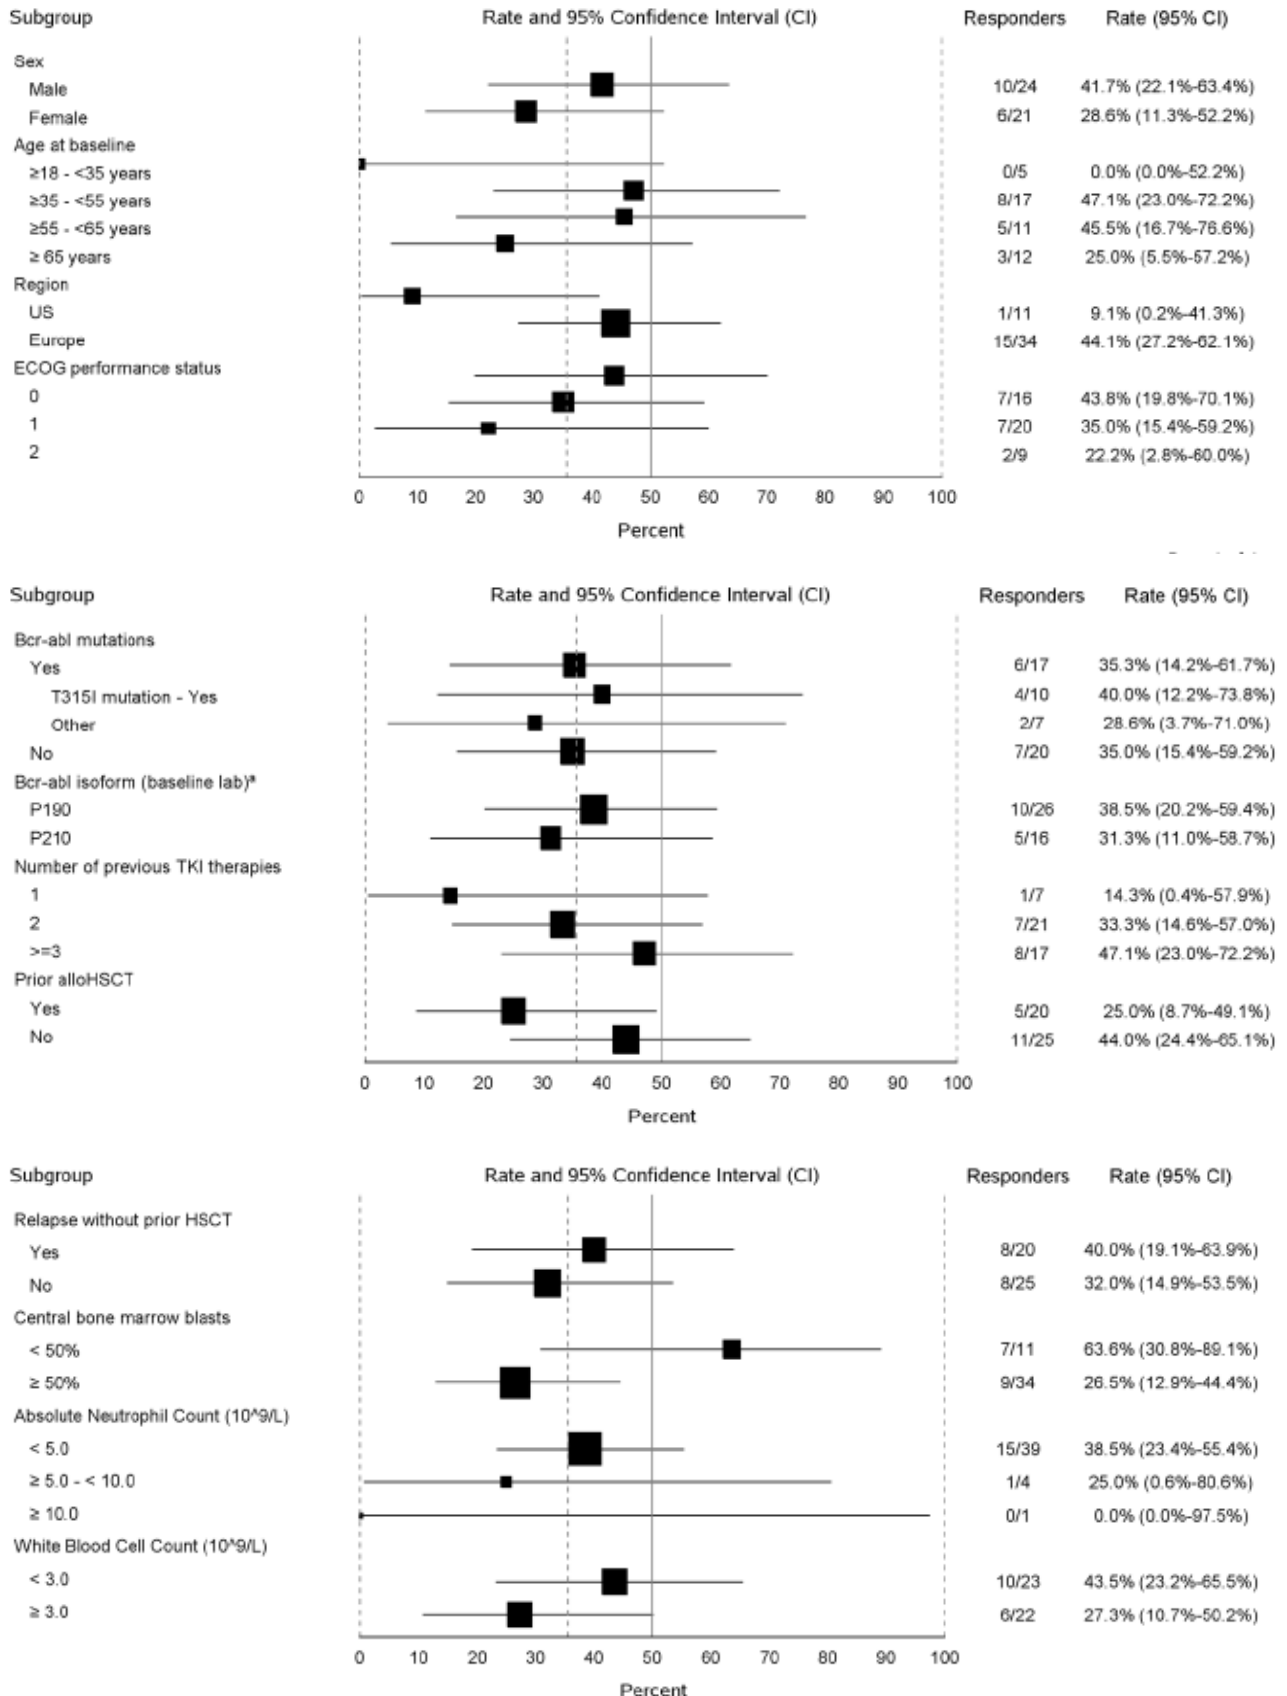 Subgroup Rate and 95% Confidence Interval (CI) Responders Rate (95% CI)
Sex
Male 10/24 41.7% (22.1%-63.4%)
Female 6/21 28.6% (11.3%-52.2%)
Age at baseline
≥18 - <35 years 0/5 0.0% (0.0%-52.2%)
≥35 - <55 years 8/17 47.1% (23.0%-72.2%)
≥55 - <65 years 5/11 45.5% (16.7%-76.6%)
≥ 65 years 3/12 25.0% (5.5%-57.2%)
Region
US 1/11 9.1% (0.2%-41.3%)
Europe 15/34 44.1% (27.2%-62.1%)
ECOG performance status
0 7/16 43.8% (19.8%-70.1%)
1 7/20 35.0% (15.4%-59.2%)
2 2/9 22.2% (2.8%-60.0%)
0 10 20 30 40 50 60 70 80 90 100
Percent
Subgroup Rate and 95% Confidence Interval (CI) Responders Rate (95% CI)
Bcr-abl mutations
Yes 6/17 35.3% (14.2%-61.7%)
T315I mutation - Yes 4/10 40.0% (12.2%-73.8%)
Other 2/7 28.6% (3.7%-71.0%)
No 7/20 35.0% (15.4%-59.2%)
Bcr-abl isoform (baseline lab)ª
P190 10/26 38.5% (20.2%-59.4%)
P210 5/16 31.3% (11.0%-58.7%)
Number of previous TKI therapies
1 1/7 14.3% (0.4%-57.9%)
2 7/21 33.3% (14.6%-57.0%)
>=3 8/17 47.1% (23.0%-72.2%)
Prior alloHSCT
Yes 5/20 25.0% (8.7%-49.1%)
No 11/25 44.0% (24.4%-65.1%)
0 10 20 30 40 50 60 70 80 90 100
Percent
Subgroup Rate and 95% Confidence Interval (CI) Responders Rate (95% CI)
Relapse without prior HSCT
Yes 8/20 40.0% (19.1%-63.9%)
No 8/25 32.0% (14.9%-53.5%)
Central bone marrow blasts
< 50% 7/11 63.6% (30.8%-89.1%)
≥ 50% 9/34 26.5% (12.9%-44.4%)
Absolute Neutrophil Count (10^9/L)
< 5.0 15/39 38.5% (23.4%-55.4%)
≥ 5.0 - < 10.0 1/4 25.0% (0.6%-80.6%)
≥ 10.0 0/1 0.0% (0.0%-97.5%)
White Blood Cell Count (10^9/L)
< 3.0 10/23 43.5% (23.2%-65.5%)
≥ 3.0 6/22 27.3% (10.7%-50.2%)
0 10 20 30 40 50 60 70 80 90 100
Percent